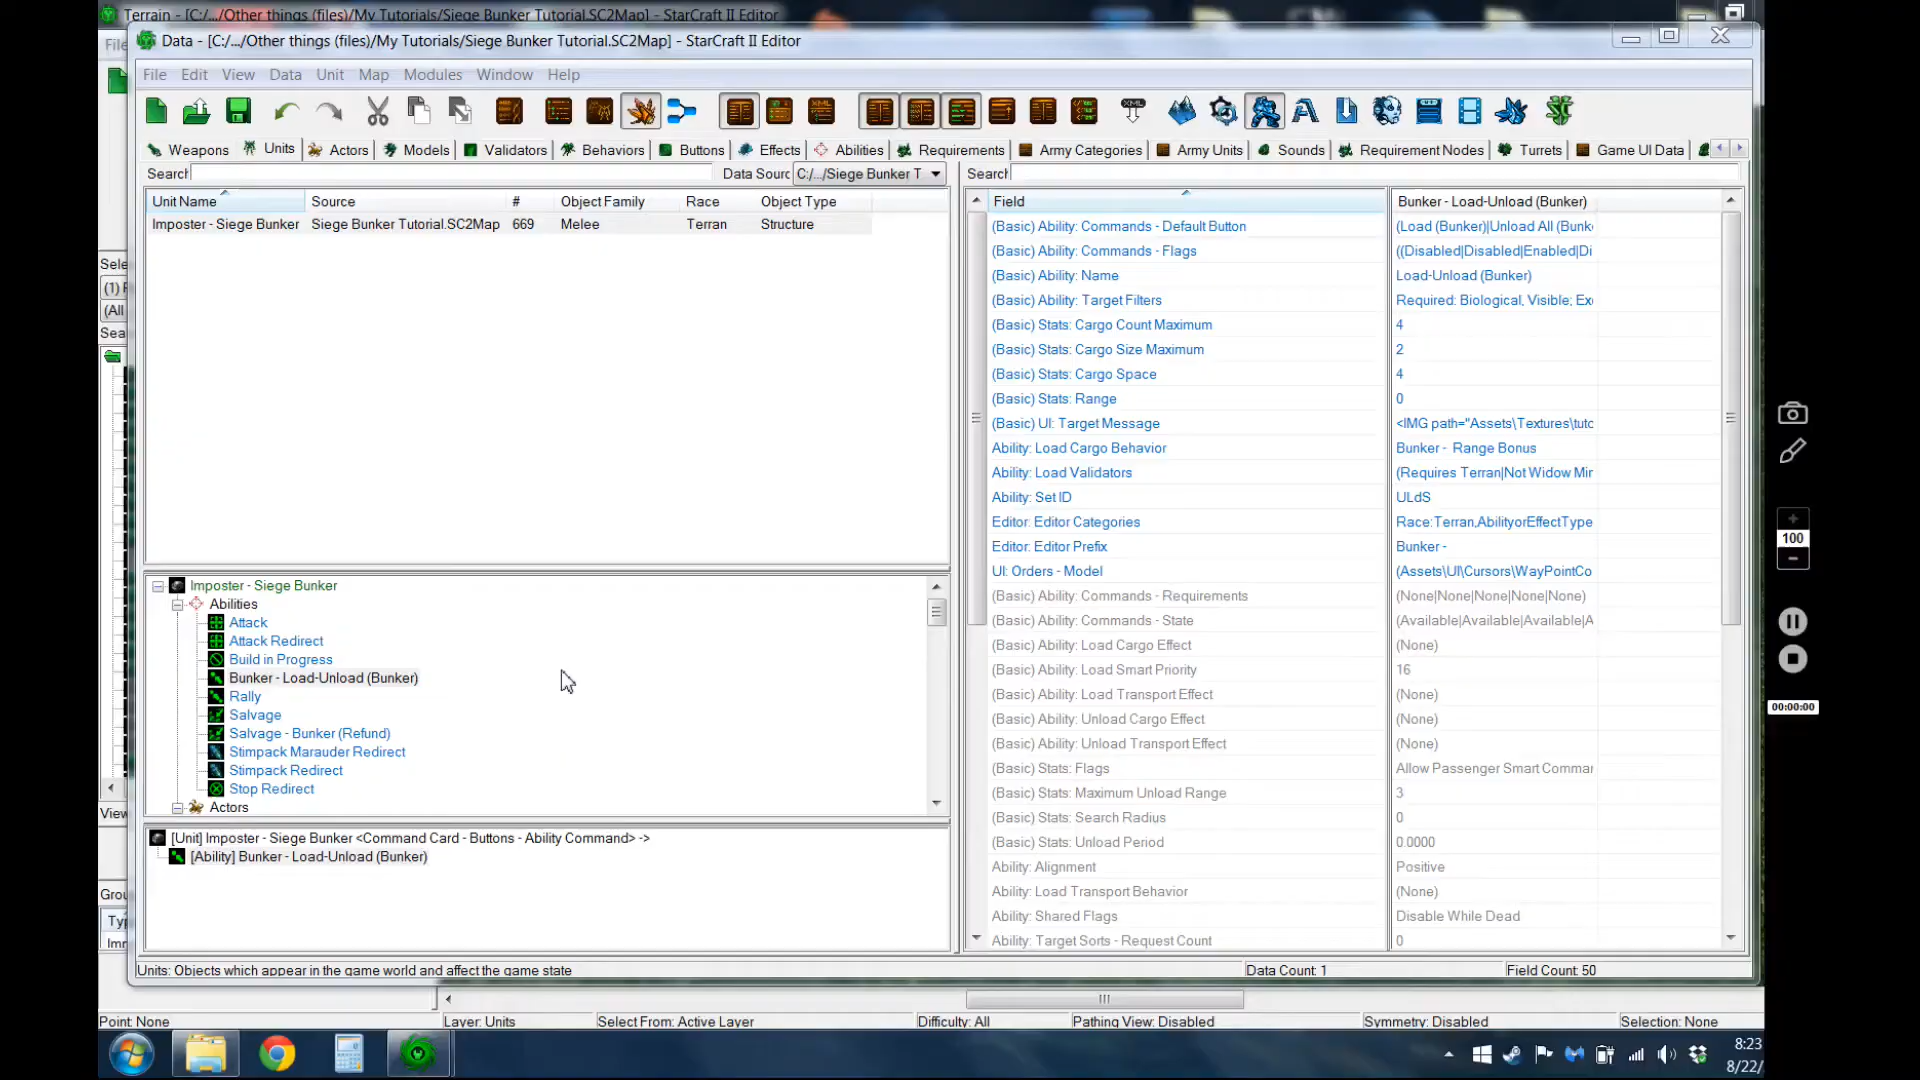 Terrain - [C:/.../Other things (files)/My Tutorials/Siege Bunker Tutorial.SC2Map] - StarCraft II Editor
Data - [C:/.../Other things (files)/My Tutorials/Siege Bunker Tutorial.SC2Map] - StarCraft II Editor
File Edit View Data Unit Map Modules Window Help
Weapons Units Actors Models Validators Behaviors Buttons Effects Abilities Requirements Army Categories Army Units Sounds Requirement Nodes Turrets Game UI Data
Search Data Sourc C:/.../Siege Bunker T Search
Unit Name Source # Object Family Race Object Type
Imposter - Siege Bunker Siege Bunker Tutorial.SC2Map 669 Melee Terran Structure
Field Bunker - Load-Unload (Bunker)
(Basic) Ability: Commands - Default Button (Load (Bunker)|Unload All (Bunk
(Basic) Ability: Commands - Flags ((Disabled|Disabled|Enabled|Di
(Basic) Ability: Name Load-Unload (Bunker)
(Basic) Ability: Target Filters Required: Biological, Visible; Ex
(Basic) Stats: Cargo Count Maximum 4
(Basic) Stats: Cargo Size Maximum 2
(Basic) Stats: Cargo Space 4
(Basic) Stats: Range 0
(Basic) UI: Target Message <IMG path="Assets\Textures\tuto
Ability: Load Cargo Behavior Bunker - Range Bonus
Ability: Load Validators (Requires Terran|Not Widow Mir
Ability: Set ID ULdS
Editor: Editor Categories Race:Terran,AbilityorEffectType
Editor: Editor Prefix Bunker -
UI: Orders - Model (Assets\UI\Cursors\WayPointCo
(Basic) Ability: Commands - Requirements (None|None|None|None|None)
(Basic) Ability: Commands - State (Available|Available|Available|A
(Basic) Ability: Load Cargo Effect (None)
(Basic) Ability: Load Smart Priority 16
(Basic) Ability: Load Transport Effect (None)
(Basic) Ability: Unload Cargo Effect (None)
(Basic) Ability: Unload Transport Effect (None)
(Basic) Stats: Flags Allow Passenger Smart Commar
(Basic) Stats: Maximum Unload Range 3
(Basic) Stats: Search Radius 0
(Basic) Stats: Unload Period 0.0000
Ability: Alignment Positive
Ability: Load Transport Behavior (None)
Ability: Shared Flags Disable While Dead
Ability: Target Sorts - Request Count 0
Imposter - Siege Bunker
Abilities
Attack
Attack Redirect
Build in Progress
Bunker - Load-Unload (Bunker)
Rally
Salvage
Salvage - Bunker (Refund)
Stimpack Marauder Redirect
Stimpack Redirect
Stop Redirect
Actors
[Unit] Imposter - Siege Bunker <Command Card - Buttons - Ability Command> ->
[Ability] Bunker - Load-Unload (Bunker)
Units: Objects which appear in the game world and affect the game state Data Count: 1 Field Count: 50
Point: None Layer: Units Select From: Active Layer Difficulty: All Pathing View: Disabled Symmetry: Disabled Selection: None
8:23
8/22/
100
00:00:00
Sele
(1)
(All
Sea
View
Grou